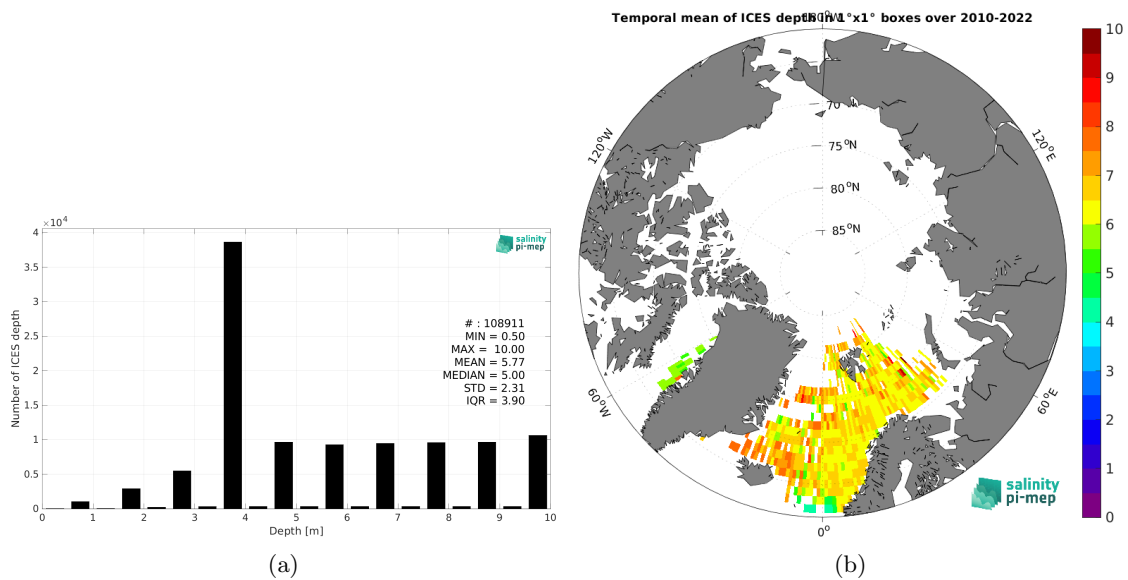 Temporal mean of ICES depth in 1°x1° boxes over 2010-2022
×10⁴
4
3.5
3
2.5
2
1.5
1
0.5
0
Number of ICES depth
salinity
pi-mep
# : 108911
MIN = 0.50
MAX = 10.00
MEAN = 5.77
MEDIAN = 5.00
STD = 2.31
IQR = 3.90
0 1 2 3 4 5 6 7 8 9 10
Depth [m]
(a)
180°W
120°W
120°E
60°W
60°E
0°
70°N
75°N
80°N
85°N
salinity
pi-mep
10
9
8
7
6
5
4
3
2
1
0
(b)